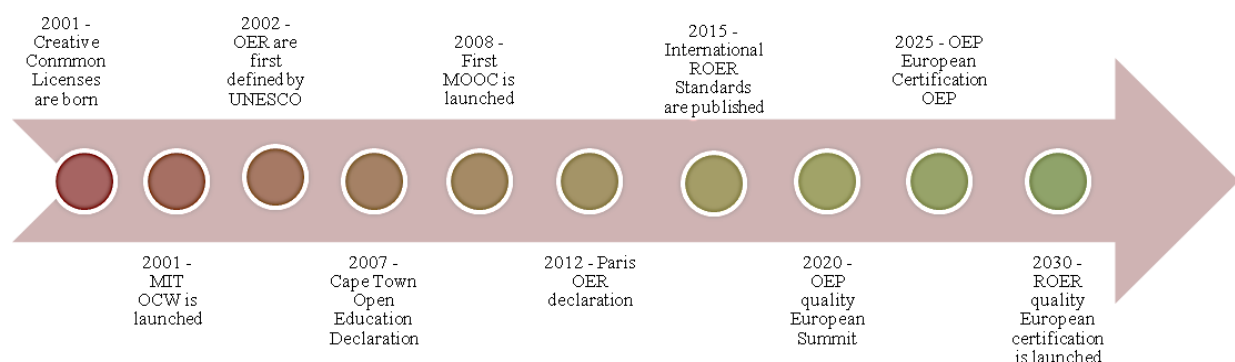 2001 -
Creative
Conmmon
Licenses
are born
2001 -
MIT
OCW is
launched
2002 -
OER are
first
defined by
UNESCO
2007 -
Cape Town
Open
Education
Declaration
2008 -
First
MOOC is
launched
2012 - Paris
OER
declaration
2015 -
International
ROER
Standards
are published
2020 -
OEP
quality
European
Summit
2025 - OEP
European
Certification
OEP
2030 -
ROER
quality
European
certification
is launched